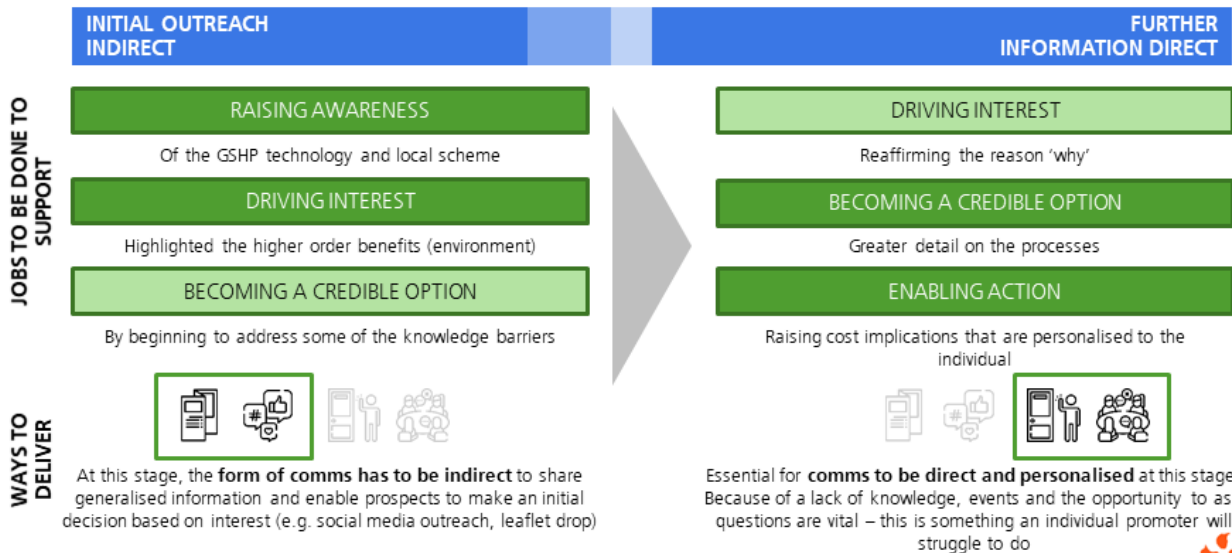 INITIAL OUTREACH
INDIRECT
FURTHER
INFORMATION DIRECT
JOBS TO BE DONE TO
SUPPORT
RAISING AWARENESS
Of the GSHP technology and local scheme
DRIVING INTEREST
Highlighted the higher order benefits (environment)
BECOMING A CREDIBLE OPTION
By beginning to address some of the knowledge barriers
DRIVING INTEREST
Reaffirming the reason ‘why’
BECOMING A CREDIBLE OPTION
Greater detail on the processes
ENABLING ACTION
Raising cost implications that are personalised to the
individual
WAYS TO
DELIVER
#
#
At this stage, the form of comms has to be indirect to share
generalised information and enable prospects to make an initial
decision based on interest (e.g. social media outreach, leaflet drop)
Essential for comms to be direct and personalised at this stage
Because of a lack of knowledge, events and the opportunity to as
questions are vital – this is something an individual promoter will
struggle to do